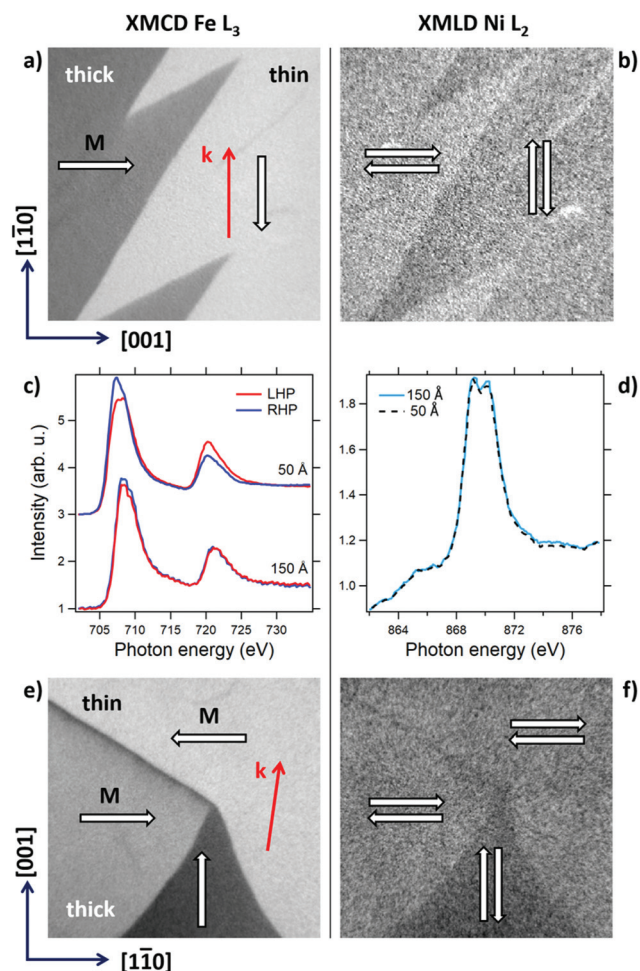 XMCD Fe L3 XMLD Ni L2
a) b)
thick thin
M k
[11̄0]
[001]
c) d)
LHP
RHP
50 Å
150 Å
5
4
3
2
1
Intensity (arb. u.)
705 710 715 720 725 730
Photon energy (eV)
150 Å
50 Å
1.8
1.6
1.4
1.2
1.0
864 868 872 876
Photon energy (eV)
e) f)
thin
M
k
M
thick
[001]
[11̄0]